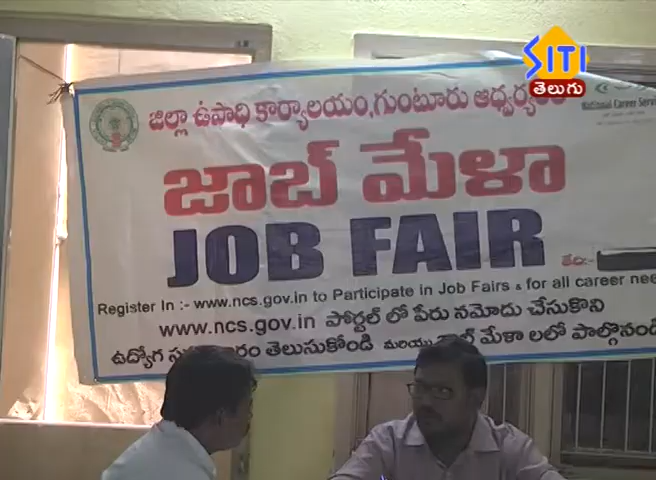 SITI
తెలుగు
జిల్లా ఉపాధి కార్యాలయం,గుంటూరు ఆధ్వర్యంలో
National Career Service
జాబ్ మేళా
JOB FAIR
తేది:-
Register In :- www.ncs.gov.in to Participate in Job Fairs & for all career
www.ncs.gov.in పోర్టల్ లో పేరు నమోదు చేసుకొని
ఉద్యోగ తెలుసుకోండి మరియు జాబ్ మేళా లలో పాల్గొనండి